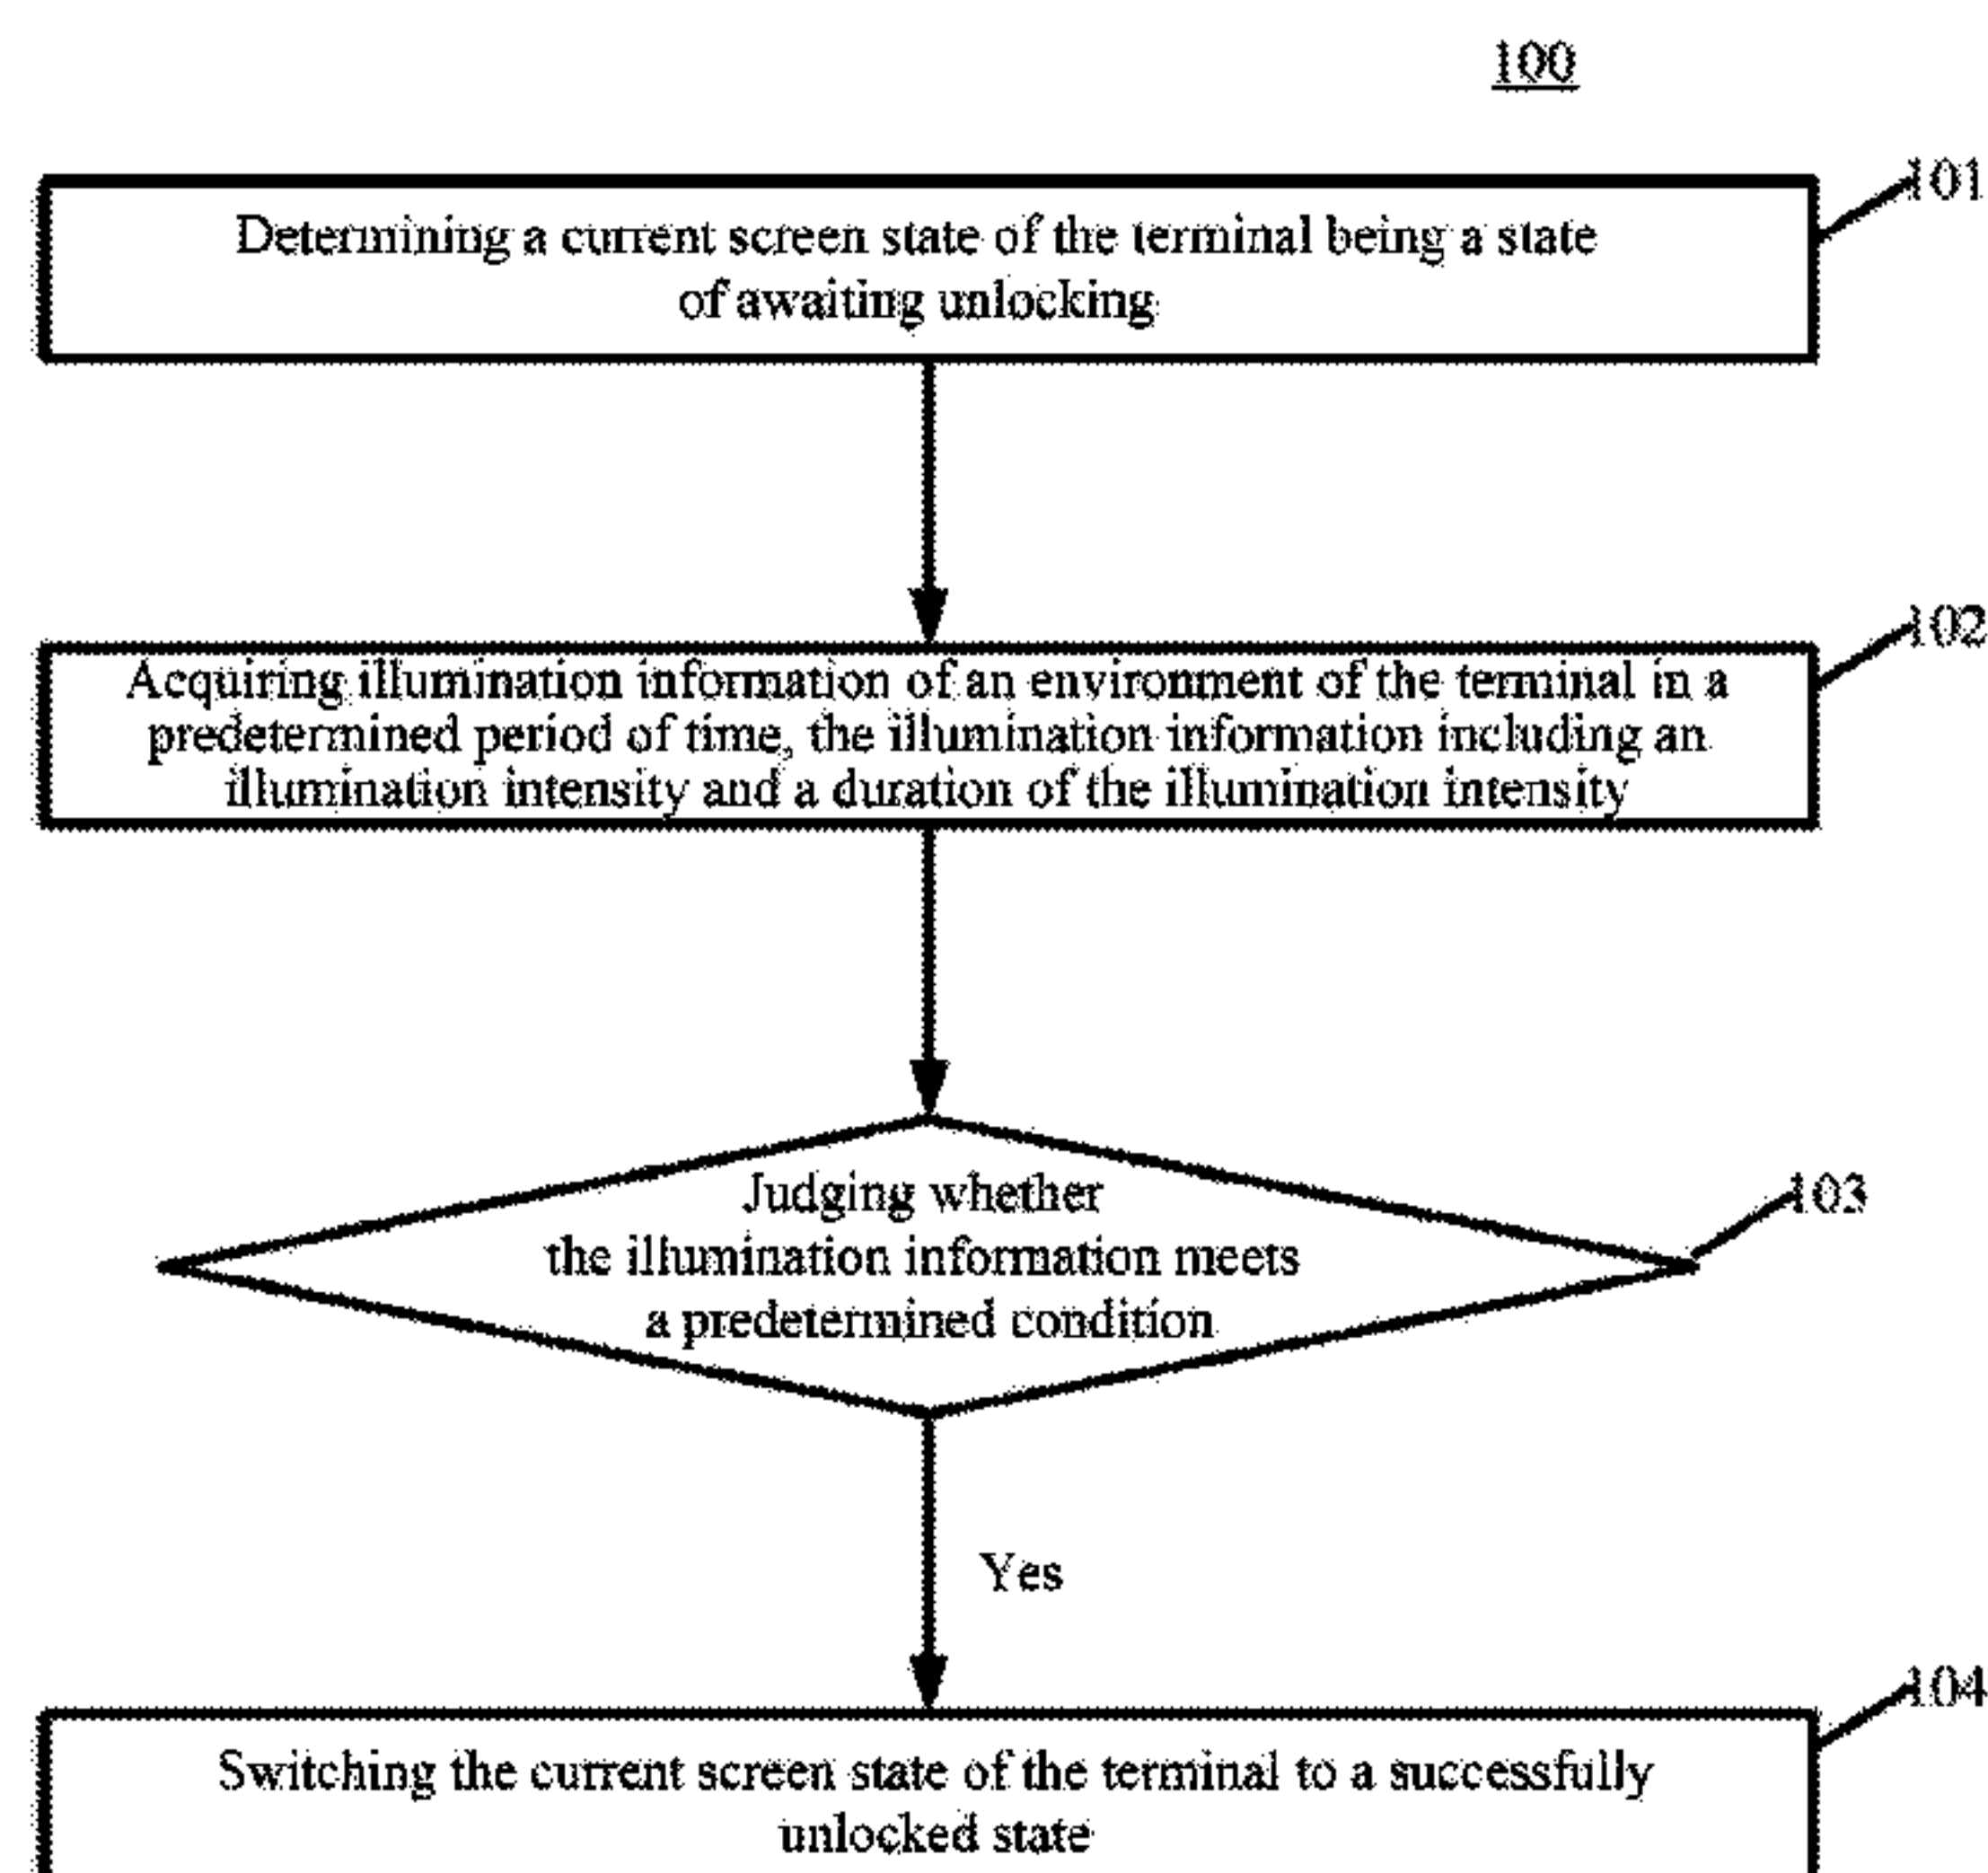 100
101
Determining a current screen state of the terminal being a state
of awaiting unlocking
102
Acquiring illumination information of an environment of the terminal in a
predetermined period of time, the illumination information including an
illumination intensity and a duration of the illumination intensity
103
Judging whether
the illumination information meets
a predetermined condition
Yes
104
Switching the current screen state of the terminal to a successfully
unlocked state